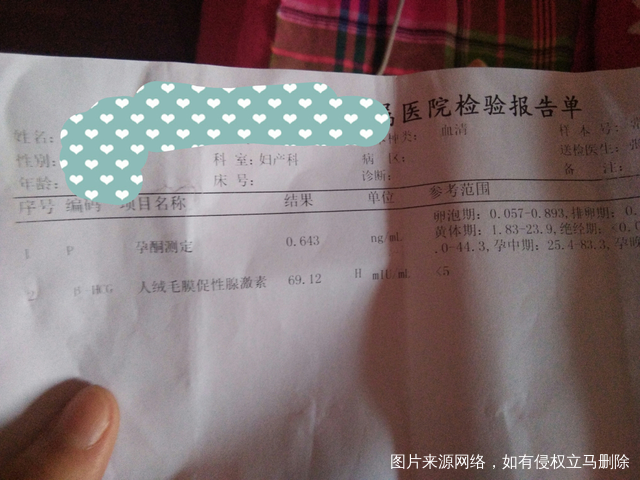 医院检验报告单
姓名: 种类: 血清 样 本 号:
性别: 科 室:妇产科 病 区: 送检医生:
年龄: 床 号: 诊断: 备 注:
序号 编码 项目名称 结果 单位 参考范围
卵泡期: 0.057-0.893,排卵期: 0.
1 P 孕酮测定 0.643 ng/mL 黄体期: 1.83-23.9,绝经期:
.0-44.3,孕中期: 25.4-83.3,孕晚
2 β-HCG 人绒毛膜促性腺激素 69.12 H mIU/mL <5
图片来源网络,如有侵权立马删除